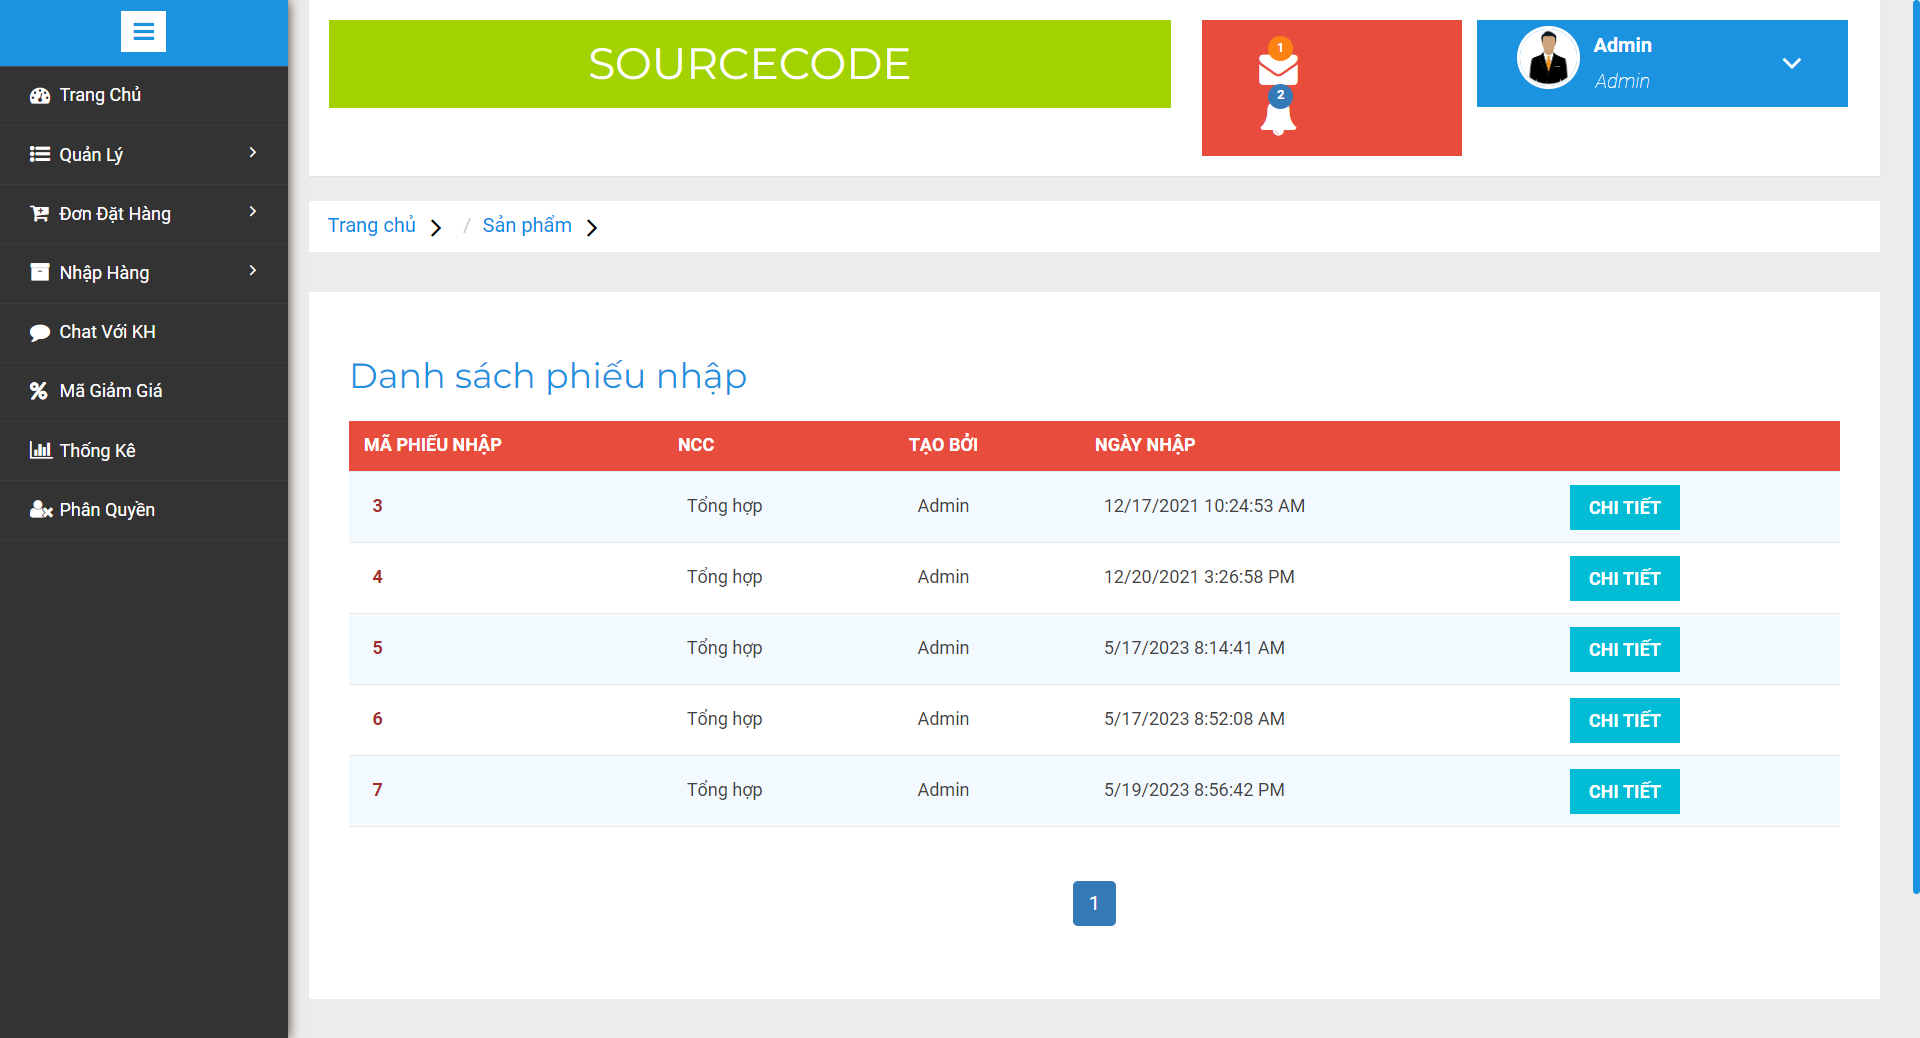 SOURCECODE
1
2
Admin
Admin
Trang Chủ
Quản Lý
Đơn Đặt Hàng
Nhập Hàng
Chat Với KH
Mã Giảm Giá
Thống Kê
Phân Quyền
Trang chủ / Sản phẩm
Danh sách phiếu nhập
MÃ PHIẾU NHẬP NCC TẠO BỞI NGÀY NHẬP
3 Tổng hợp Admin 12/17/2021 10:24:53 AM CHI TIẾT
4 Tổng hợp Admin 12/20/2021 3:26:58 PM CHI TIẾT
5 Tổng hợp Admin 5/17/2023 8:14:41 AM CHI TIẾT
6 Tổng hợp Admin 5/17/2023 8:52:08 AM CHI TIẾT
7 Tổng hợp Admin 5/19/2023 8:56:42 PM CHI TIẾT
1